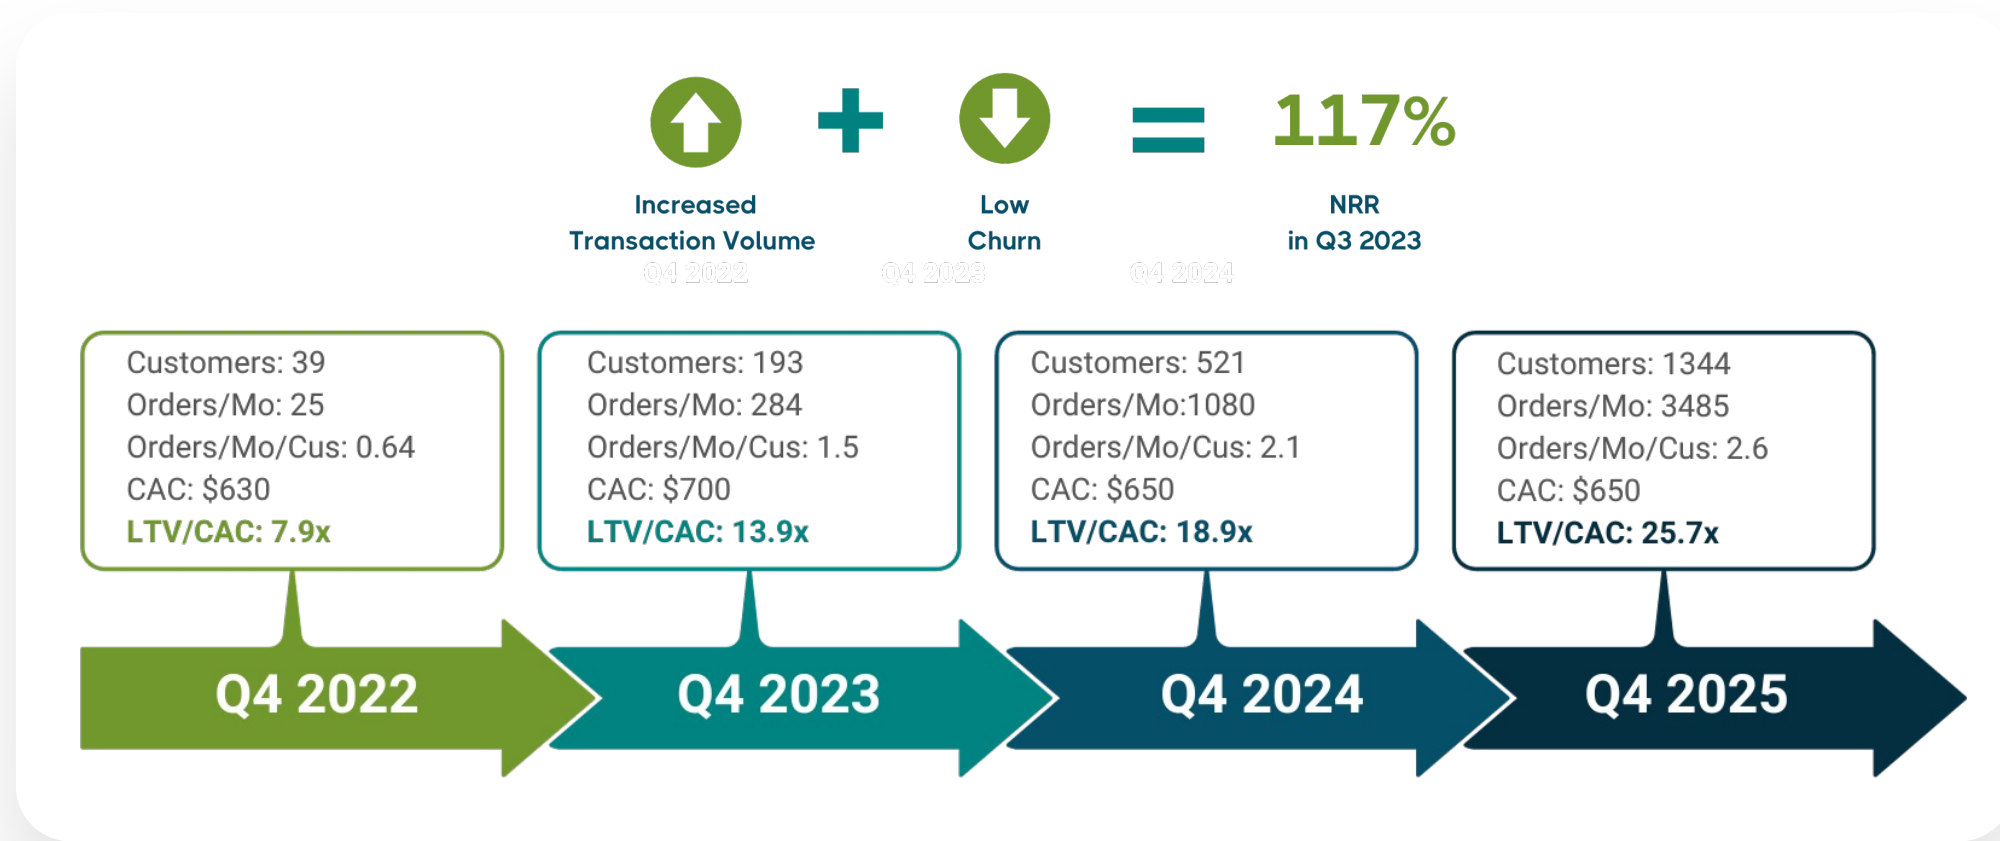 117%
Increased
Transaction Volume
Low
Churn
NRR
in Q3 2023
Q4 2022
Q4 2023
Q4 2024
Customers: 39
Orders/Mo: 25
Orders/Mo/Cus: 0.64
CAC: $630
LTV/CAC: 7.9x
Customers: 193
Orders/Mo: 284
Orders/Mo/Cus: 1.5
CAC: $700
LTV/CAC: 13.9x
Customers: 521
Orders/Mo:1080
Orders/Mo/Cus: 2.1
CAC: $650
LTV/CAC: 18.9x
Customers: 1344
Orders/Mo: 3485
Orders/Mo/Cus: 2.6
CAC: $650
LTV/CAC: 25.7x
Q4 2022
Q4 2023
Q4 2024
Q4 2025